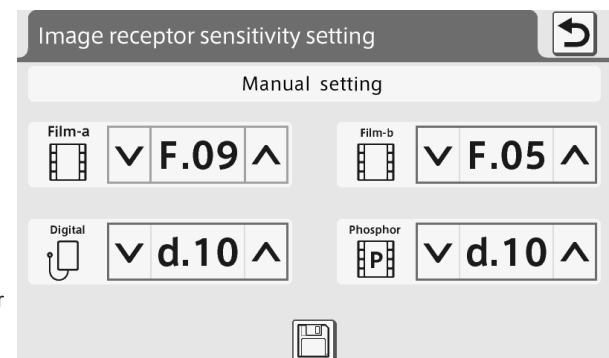 Image receptor sensitivity setting
Manual setting
Film-a
F.09
Film-b
F.05
Digital
d.10
Phosphor
P
d.10
r